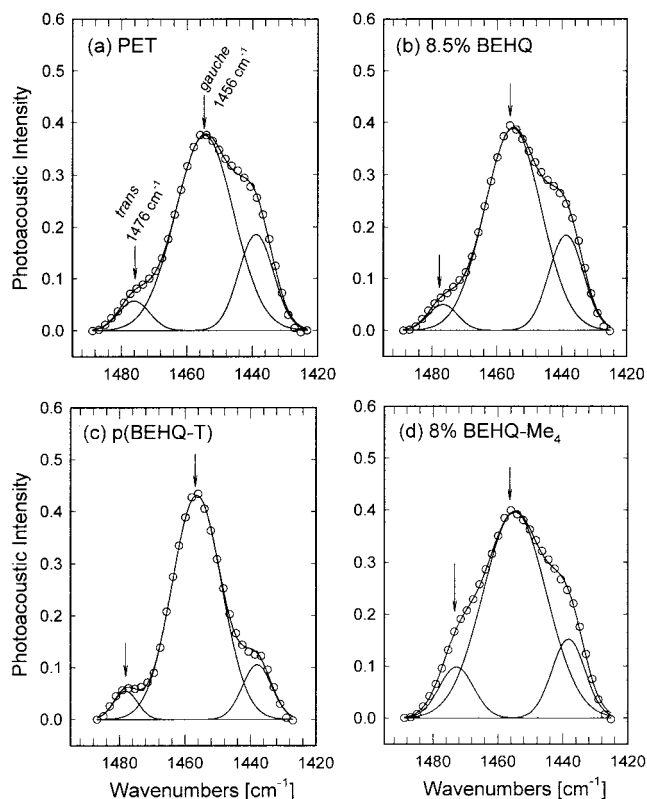 (a) PET
gauche
1456 cm⁻¹
trans
1476 cm⁻¹
Photoacoustic Intensity
0.6
0.5
0.4
0.3
0.2
0.1
0.0
1480 1460 1440 1420
(b) 8.5% BEHQ
0.6
0.5
0.4
0.3
0.2
0.1
0.0
1480 1460 1440 1420
(c) p(BEHQ-T)
Photoacoustic Intensity
0.6
0.5
0.4
0.3
0.2
0.1
0.0
1480 1460 1440 1420
Wavenumbers [cm⁻¹]
(d) 8% BEHQ-Me₄
0.6
0.5
0.4
0.3
0.2
0.1
0.0
1480 1460 1440 1420
Wavenumbers [cm⁻¹]